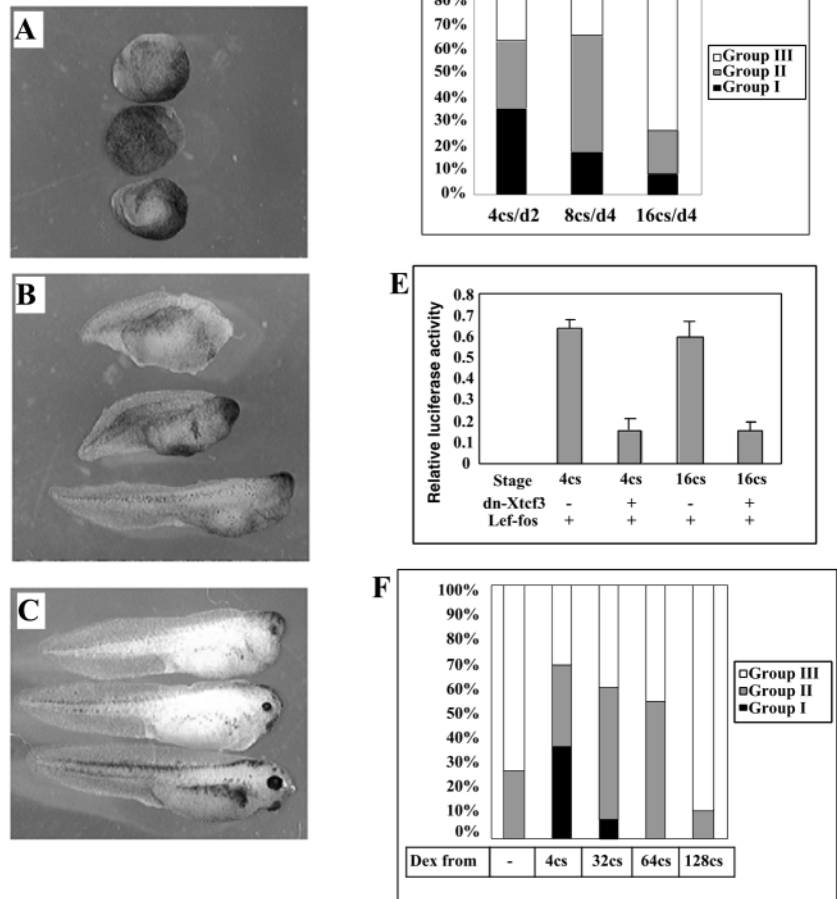 A
B
C
80%
70%
60%
50%
40%
30%
20%
10%
0%
4cs/d2 8cs/d4 16cs/d4
Group III
Group II
Group I
E
Relative luciferase activity
0.8
0.7
0.6
0.5
0.4
0.3
0.2
0.1
0
Stage 4cs 4cs 16cs 16cs
dn-Xtcf3 - + - +
Lef-fos + + + +
F
100%
90%
80%
70%
60%
50%
40%
30%
20%
10%
0%
Group III
Group II
Group I
Dex from - 4cs 32cs 64cs 128cs